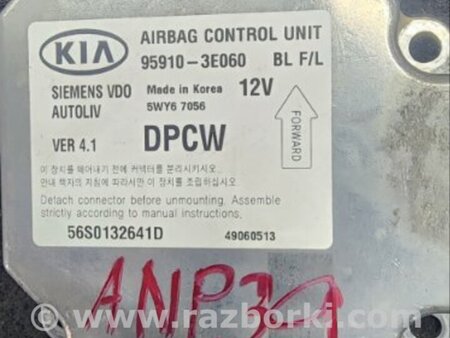 KIA AIRBAG CONTROL UNIT
95910-3E060 BL F/L
SIEMENS VDO Made in Korea 12V
AUTOLIV 5WY6 7056
VER 4.1 DPCW FORWARD
이 장치를 떼어내기 전에 커넥터를 분리시키시오.
안내 책자의 지침에 따라서만 이 장치를 조립하십시오
Detach connector before unmounting. Assemble
strictly according to manual instructions.
56S0132641D 49060513
www.razborki.com